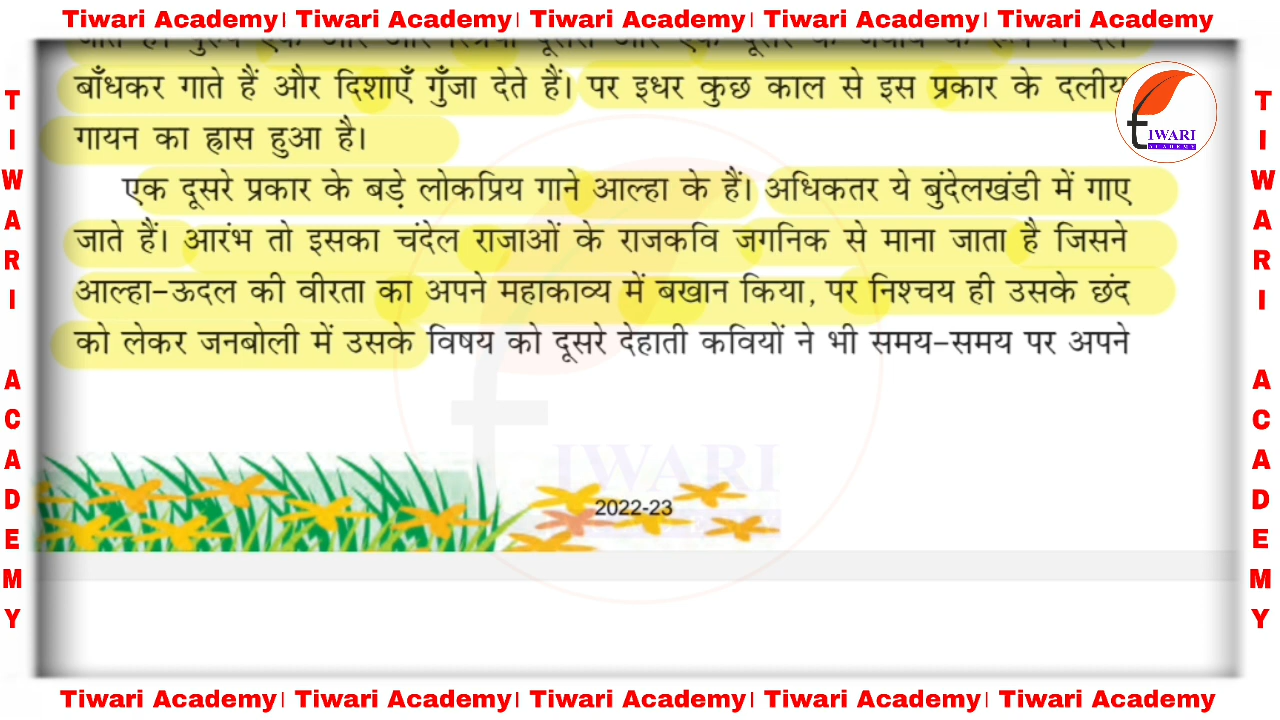 Tiwari Academy। Tiwari Academy। Tiwari Academy। Tiwari Academy। Tiwari Academy
बाँधकर गाते हैं और दिशाएँ गुँजा देते हैं। पर इधर कुछ काल से इस प्रकार के दलीय
गायन का ह्रास हुआ है।
एक दूसरे प्रकार के बड़े लोकप्रिय गाने आल्हा के हैं। अधिकतर ये बुंदेलखंडी में गाए
जाते हैं। आरंभ तो इसका चंदेल राजाओं के राजकवि जगनिक से माना जाता है जिसने
आल्हा-ऊदल की वीरता का अपने महाकाव्य में बखान किया, पर निश्चय ही उसके छंद
को लेकर जनबोली में उसके विषय को दूसरे देहाती कवियों ने भी समय-समय पर अपने
2022-23
TIWARI ACADEMY
TIWARI ACADEMY
tIWARI
ACADEMY
IWARI
Tiwari Academy। Tiwari Academy। Tiwari Academy। Tiwari Academy। Tiwari Academy